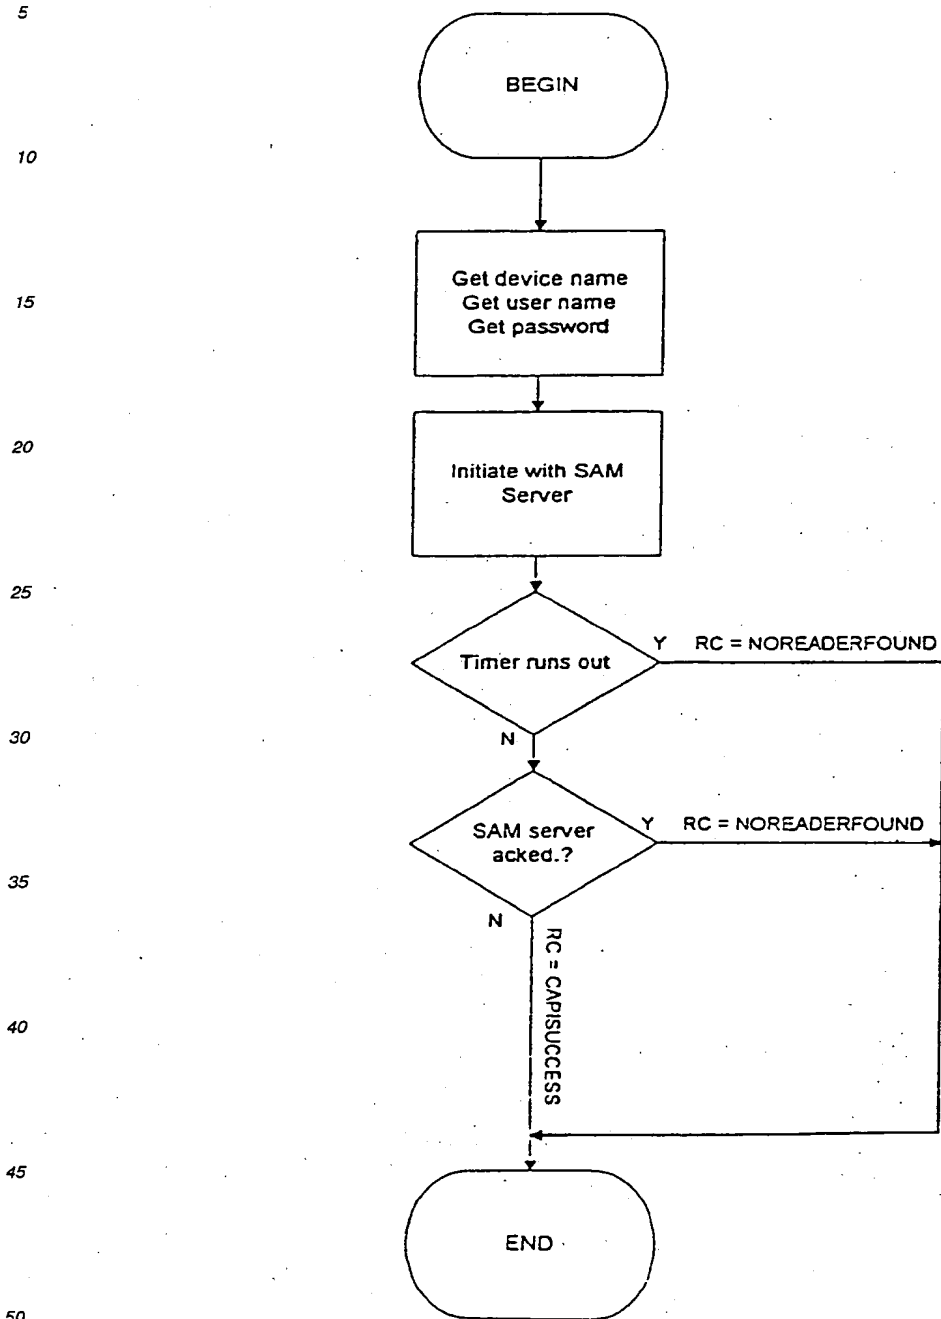 5
BEGIN
10
Get device name
15
Get user name
Get password
20
Initiate with SAM
Server
25
Timer runs out
Y RC = NOREADERFOUND
N
30
SAM server
acked.?
Y RC = NOREADERFOUND
35
N
RC = CAPISUCCESS
40
45
END
50